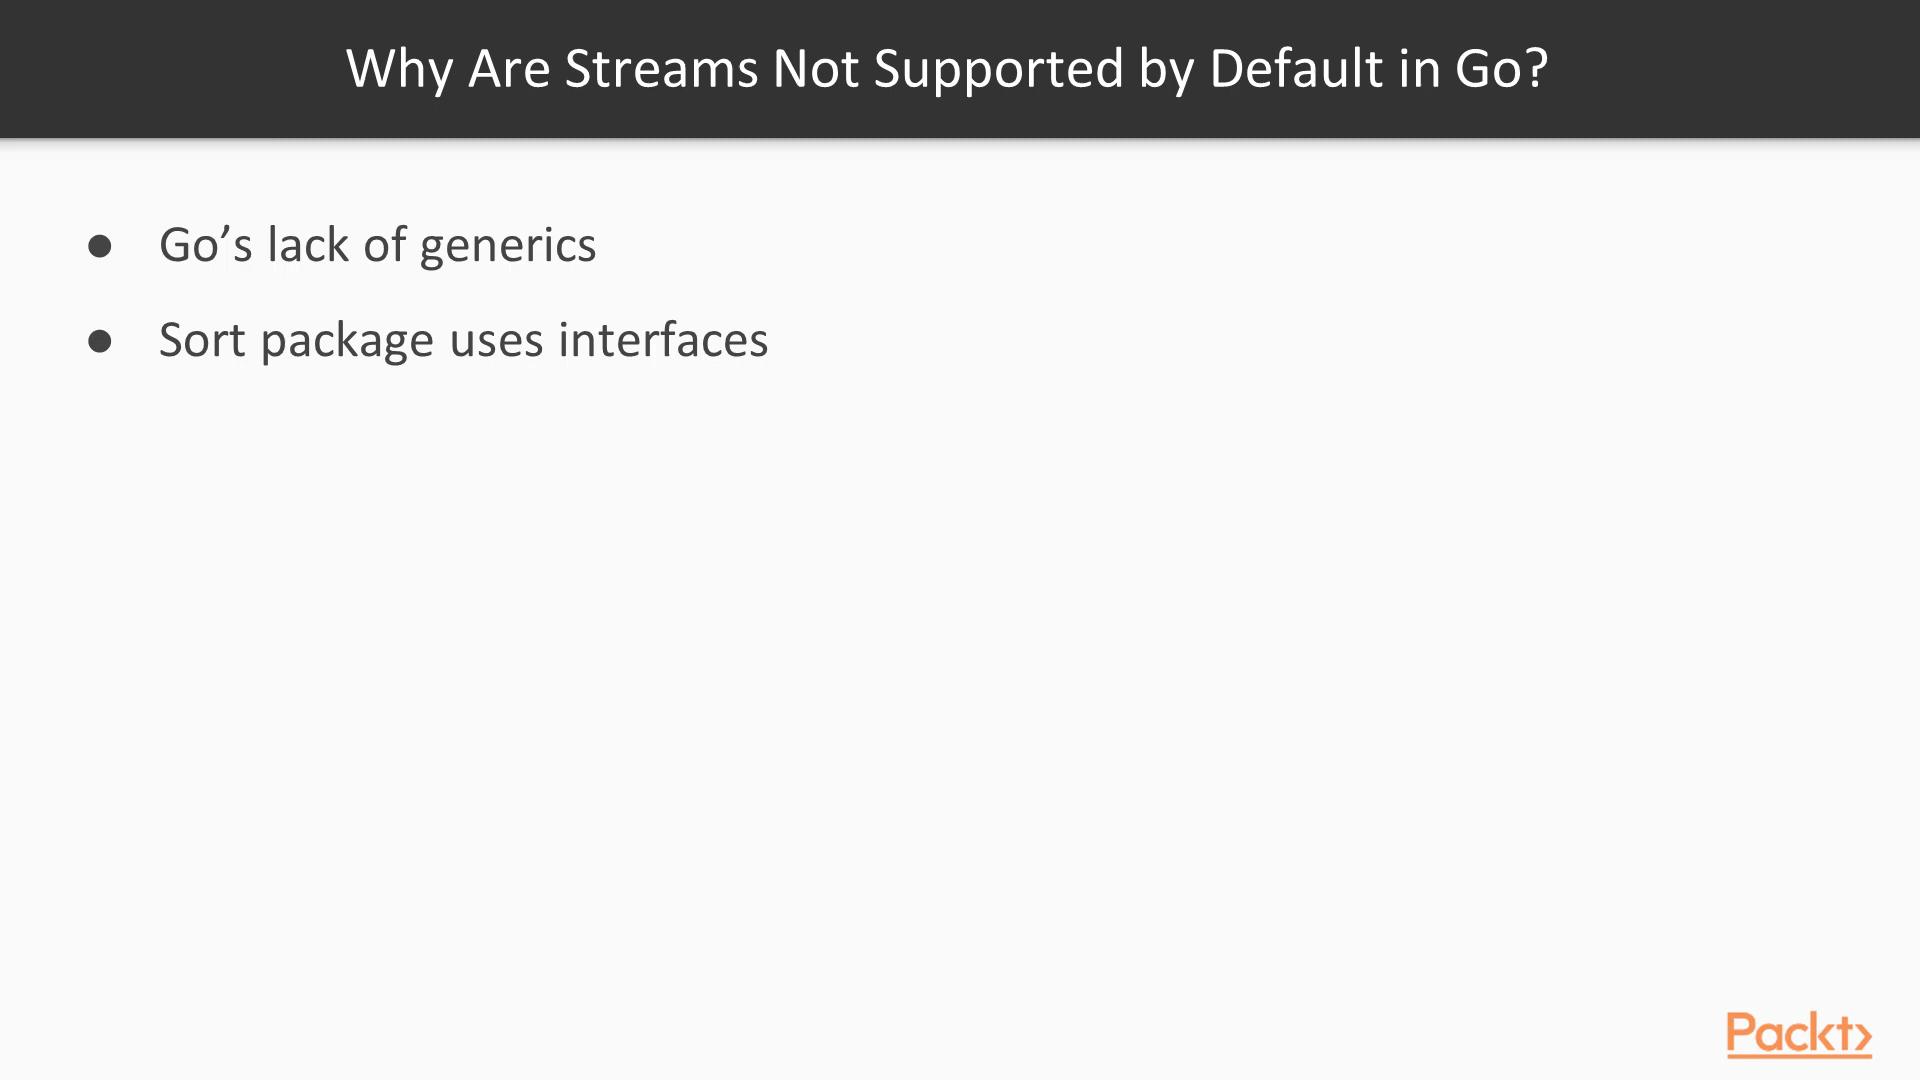 Why Are Streams Not Supported by Default in Go?
● Go’s lack of generics
● Sort package uses interfaces
Packt>